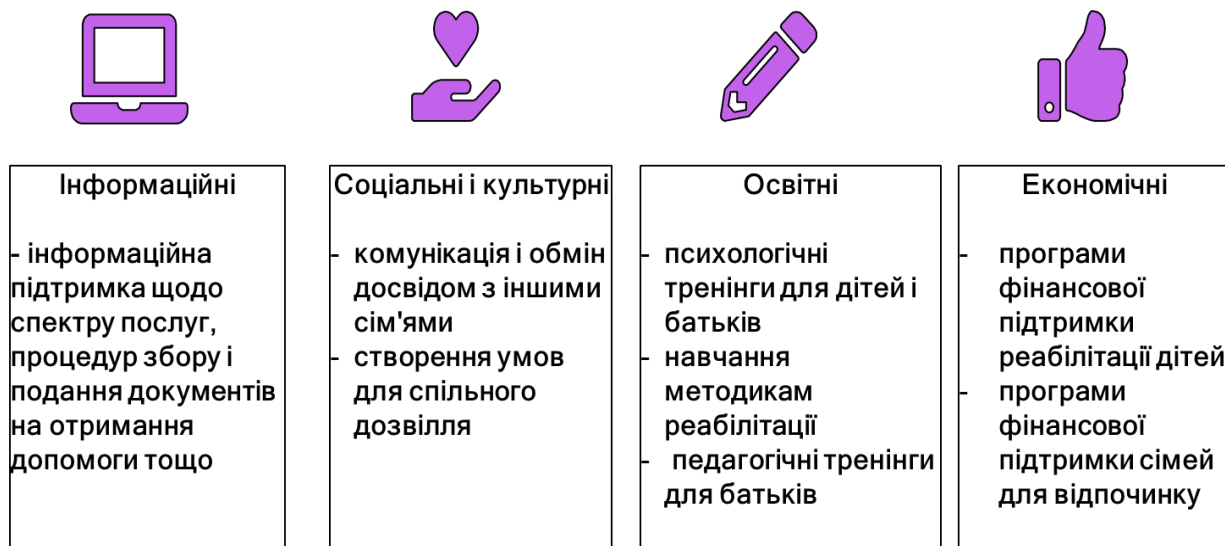 Інформаційні
- інформаційна
підтримка щодо
спектру послуг,
процедур збору і
подання документів
на отримання
допомоги тощо
Соціальні і культурні
- комунікація і обмін
досвідом з іншими
сім'ями
- створення умов
для спільного
дозвілля
Освітні
- психологічні
тренінги для дітей і
батьків
- навчання
методикам
реабілітації
- педагогічні тренінги
для батьків
Економічні
- програми
фінансової
підтримки
реабілітації дітей
- програми
фінансової
підтримки сімей
для відпочинку